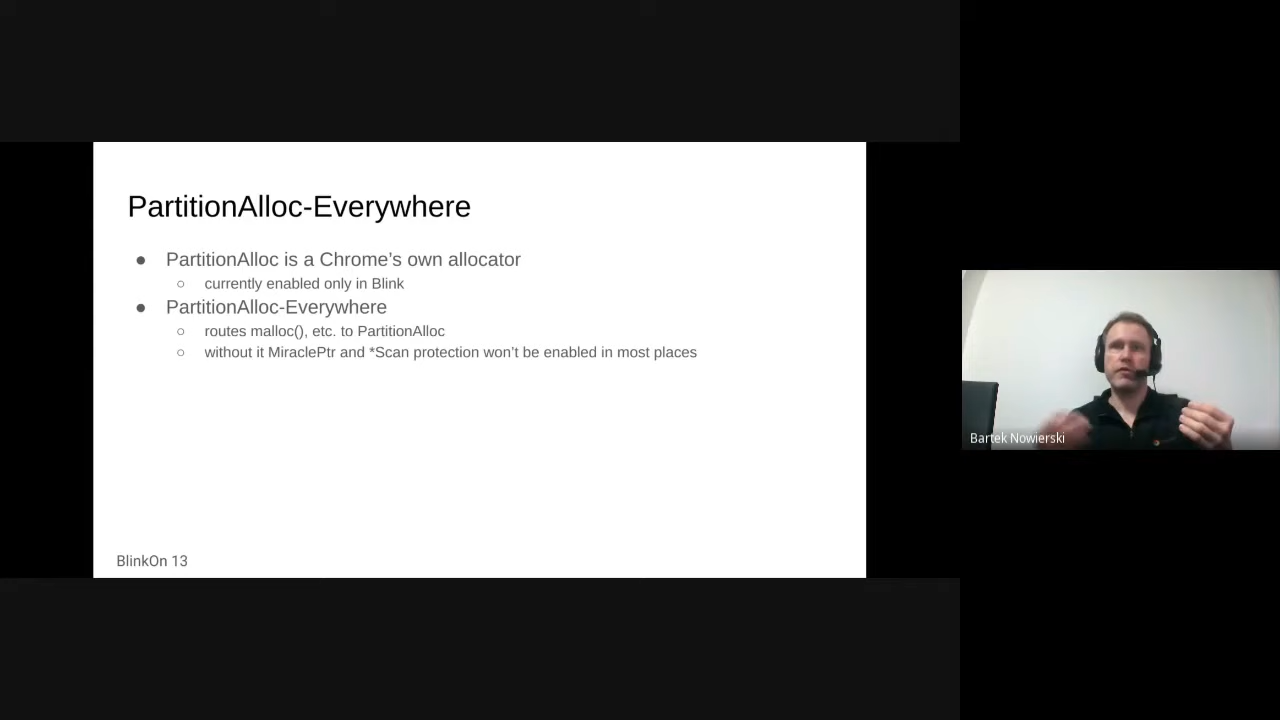 PartitionAlloc-Everywhere
● PartitionAlloc is a Chrome's own allocator
○ currently enabled only in Blink
● PartitionAlloc-Everywhere
○ routes malloc(), etc. to PartitionAlloc
○ without it MiraclePtr and *Scan protection won't be enabled in most places
Bartek Nowierski
BlinkOn 13